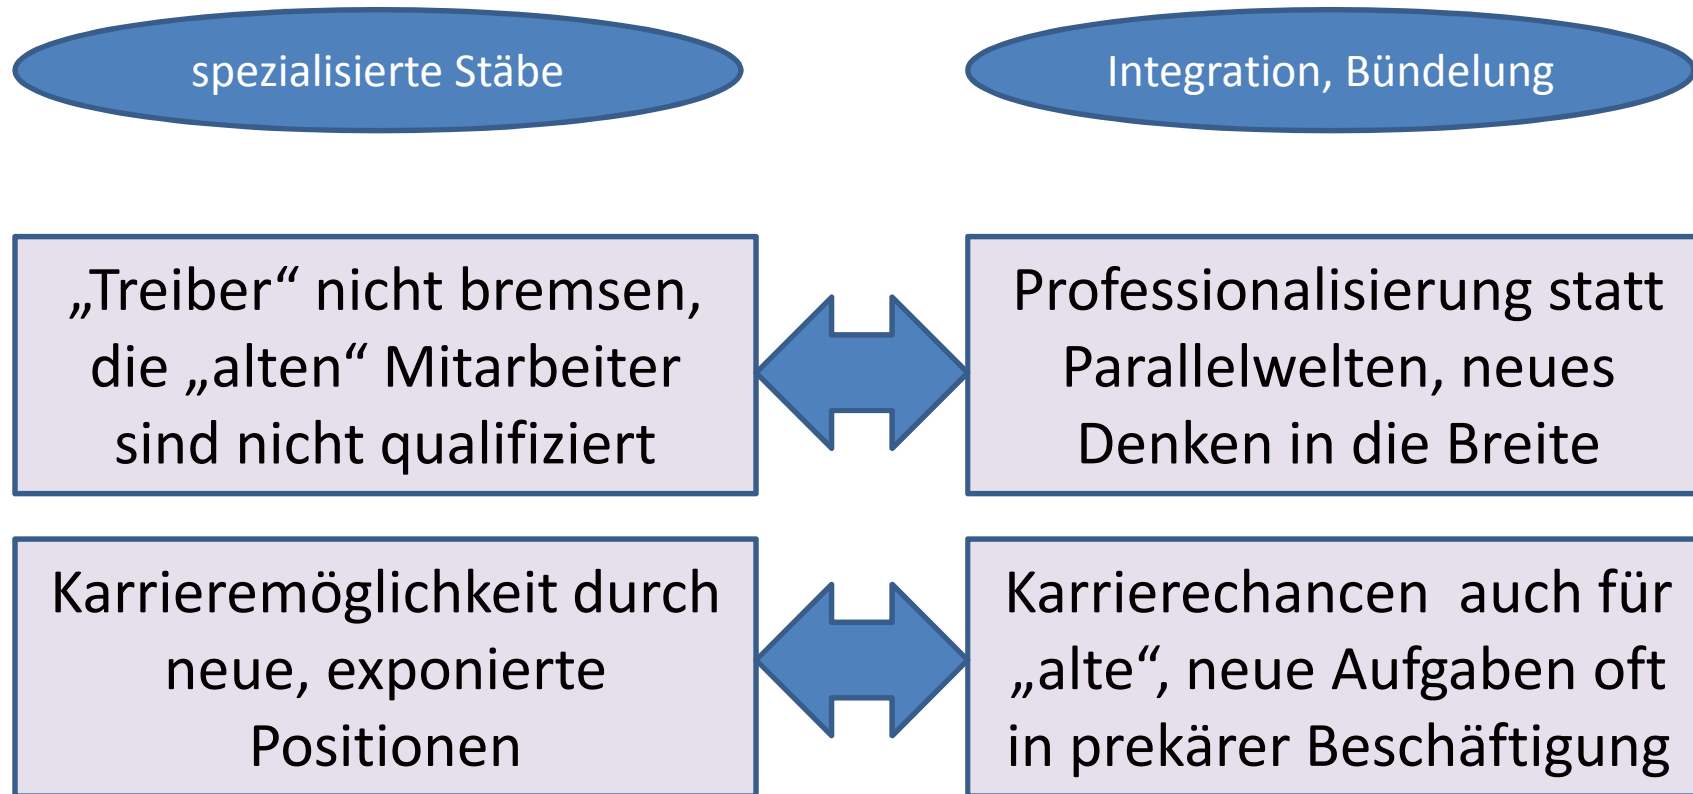 spezialisierte Stäbe
Integration, Bündelung
„Treiber“ nicht bremsen,
die „alten“ Mitarbeiter
sind nicht qualifiziert
Professionalisierung statt
Parallelwelten, neues
Denken in die Breite
Karrieremöglichkeit durch
neue, exponierte
Positionen
Karrierechancen  auch für
„alte“, neue Aufgaben oft
in prekärer Beschäftigung